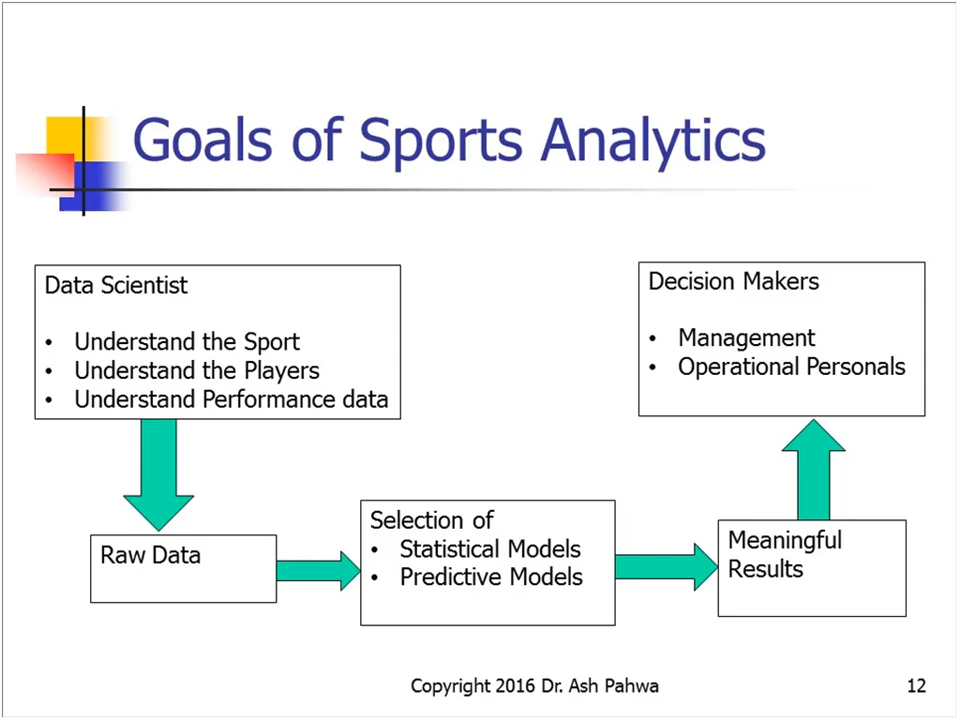 Goals of Sports Analytics
Data Scientist
• Understand the Sport
• Understand the Players
• Understand Performance data
Decision Makers
• Management
• Operational Personals
Raw Data
Selection of
• Statistical Models
• Predictive Models
Meaningful
Results
Copyright 2016 Dr. Ash Pahwa
12